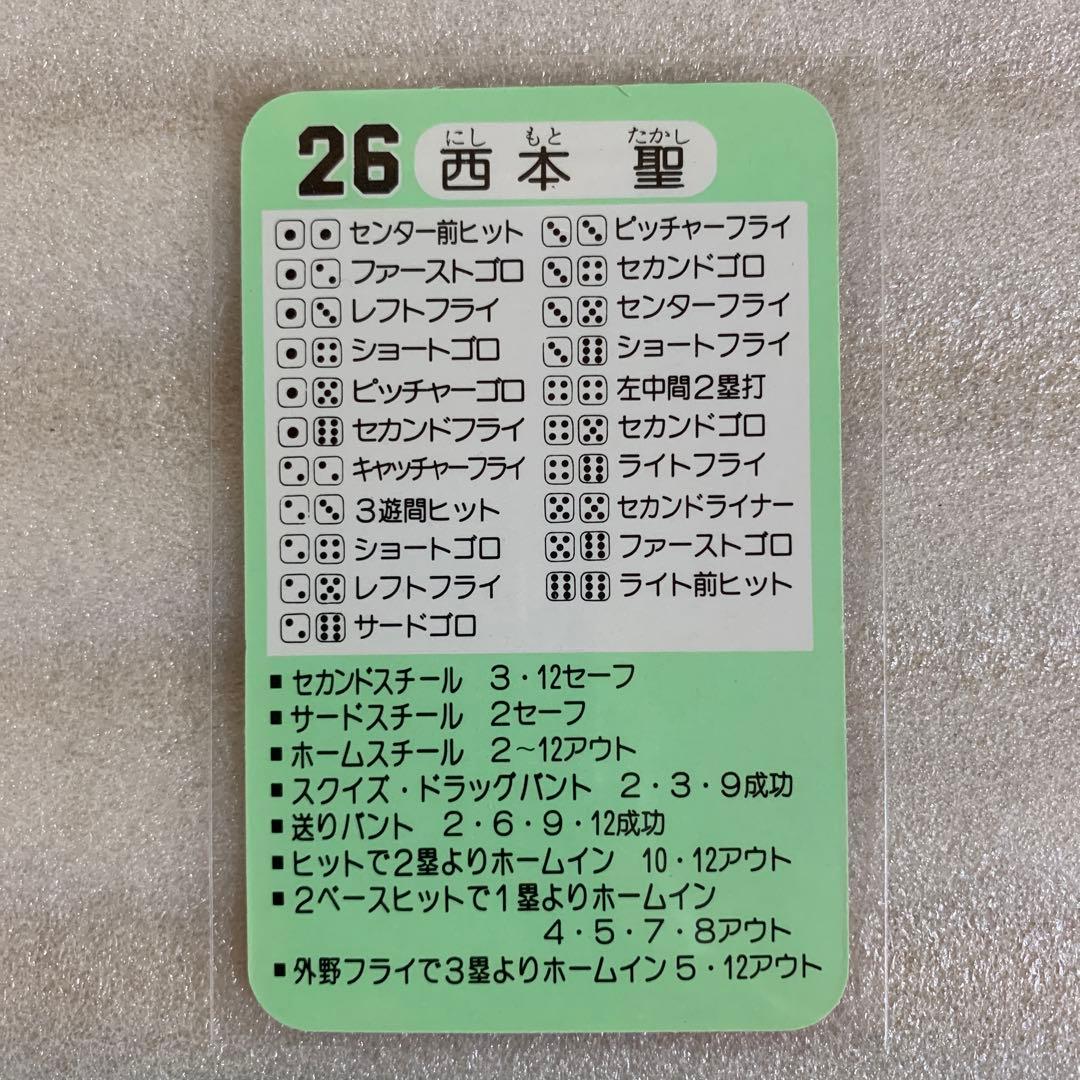 26 西本 聖
にし もと たかし
センター前ヒット
ファーストゴロ
レフトフライ
ショートゴロ
ピッチャーゴロ
セカンドフライ
キャッチャーフライ
3遊間ヒット
ショートゴロ
レフトフライ
サードゴロ
ピッチャーフライ
セカンドゴロ
センターフライ
ショートフライ
左中間2塁打
セカンドゴロ
ライトフライ
セカンドライナー
ファーストゴロ
ライト前ヒット
■セカンドスチール 3・12セーフ
■サードスチール 2セーフ
■ホームスチール 2~12アウト
■スクイズ・ドラッグバント 2・3・9成功
■送りバント 2・6・9・12成功
■ヒットで2塁よりホームイン 10・12アウト
■2ベースヒットで1塁よりホームイン
4・5・7・8アウト
■外野フライで3塁よりホームイン 5・12アウト